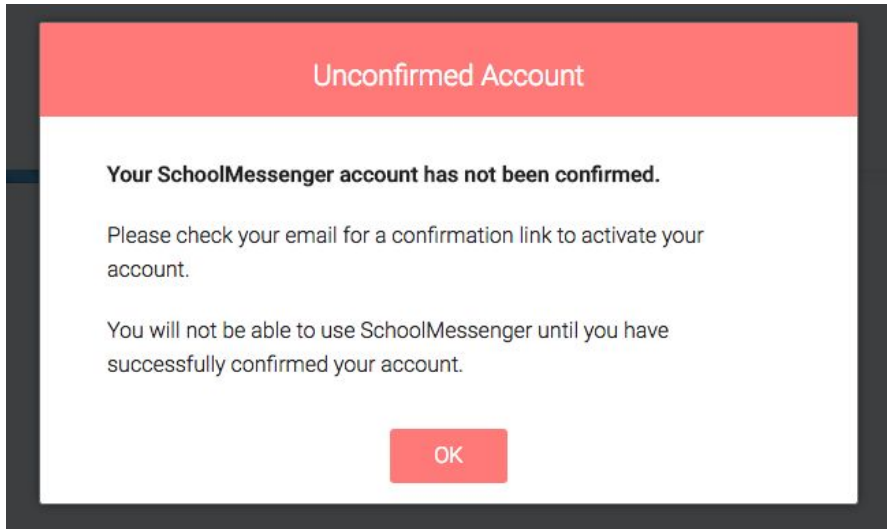 Unconfirmed Account
Your SchoolMessenger account has not been confirmed.
Please check your email for a confirmation link to activate your
account.
You will not be able to use SchoolMessenger until you have
successfully confirmed your account.
OK